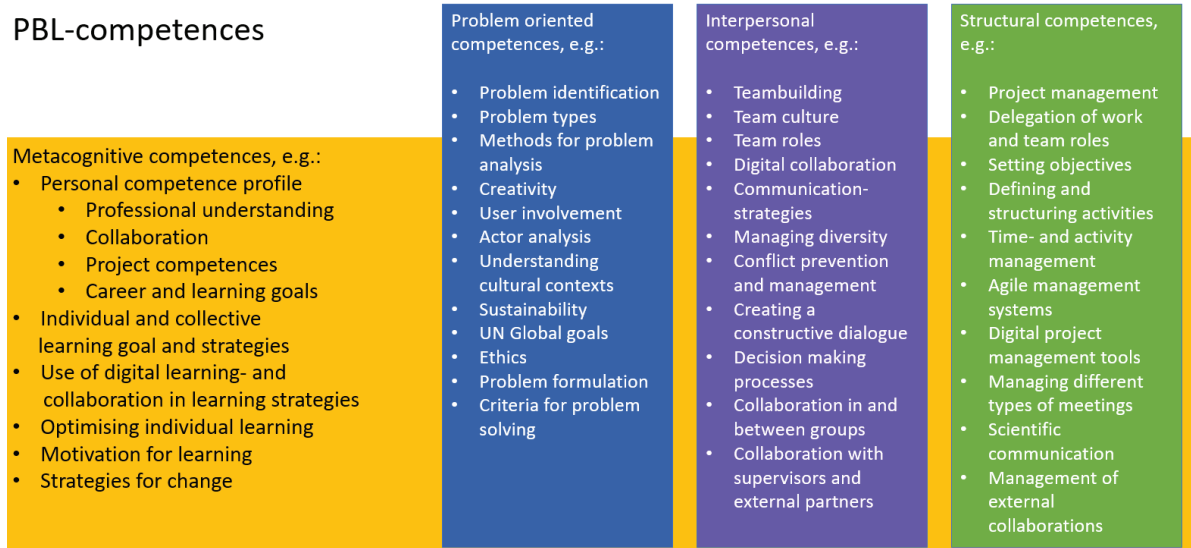 PBL-competences
Metacognitive competences, e.g.:
• Personal competence profile
• Professional understanding
• Collaboration
• Project competences
• Career and learning goals
• Individual and collective
learning goal and strategies
• Use of digital learning- and
collaboration in learning strategies
• Optimising individual learning
• Motivation for learning
• Strategies for change
Problem oriented
competences, e.g.:
• Problem identification
• Problem types
• Methods for problem
analysis
• Creativity
• User involvement
• Actor analysis
• Understanding
cultural contexts
• Sustainability
• UN Global goals
• Ethics
• Problem formulation
• Criteria for problem
solving
Interpersonal
competences, e.g.:
• Teambuilding
• Team culture
• Team roles
• Digital collaboration
• Communication-
strategies
• Managing diversity
• Conflict prevention
and management
• Creating a
constructive dialogue
• Decision making
processes
• Collaboration in and
between groups
• Collaboration with
supervisors and
external partners
Structural competences,
e.g.:
• Project management
• Delegation of work
and team roles
• Setting objectives
• Defining and
structuring activities
• Time- and activity
management
• Agile management
systems
• Digital project
management tools
• Managing different
types of meetings
• Scientific
communication
• Management of
external
collaborations